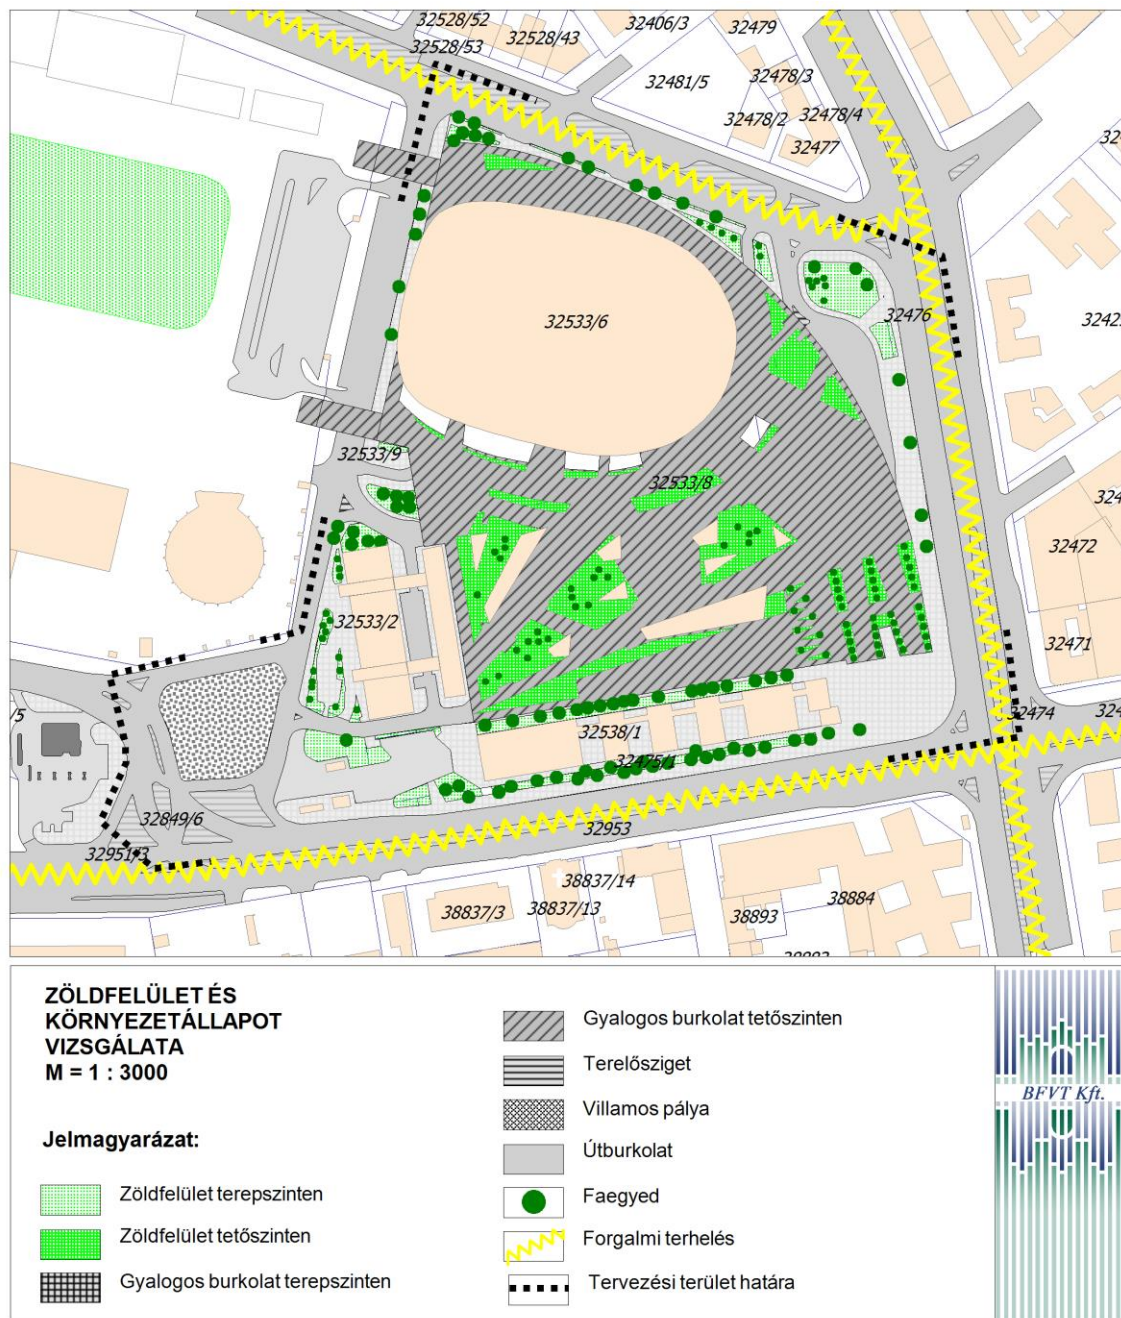 32528/52
32528/43
32528/53
32406/3
32479
32481/5
32478/3
32478/2
32478/4
32477
32533/6
32476
32533/9
32533/8
32472
32533/2
32471
32474
32538/1
32475/1
32849/6
32951/3
32953
38837/14
38837/3
38837/13
38893
38884
ZÖLDFELÜLET ÉS
KÖRNYEZETÁLLAPOT
VIZSGÁLATA
M = 1 : 3000
Jelmagyarázat:
Zöldfelület terepszinten
Zöldfelület tetőszinten
Gyalogos burkolat terepszinten
Gyalogos burkolat tetőszinten
Terelősziget
Villamos pálya
Útburkolat
Faegyed
Forgalmi terhelés
Tervezési terület határa
BFVT Kft.